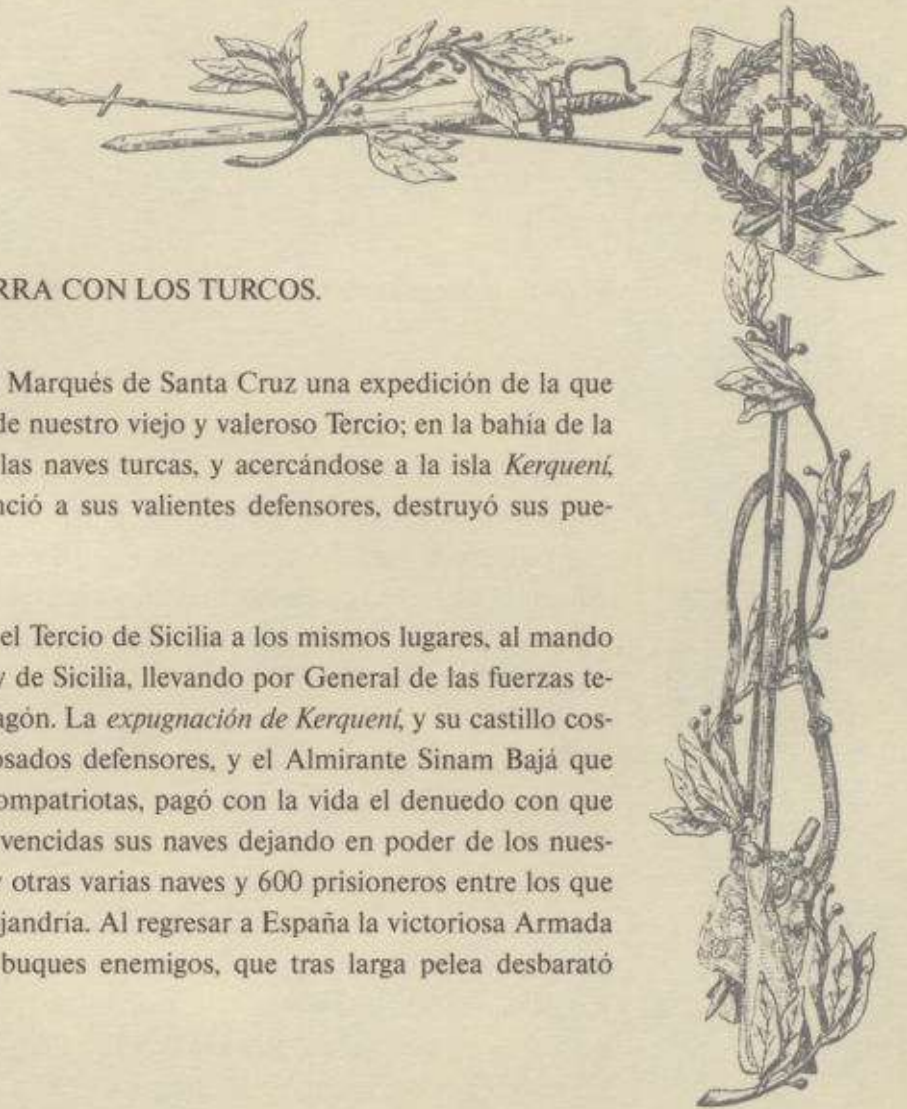 RRA CON LOS TURCOS.
Marqués de Santa Cruz una expedición de la que
de nuestro viejo y valeroso Tercio; en la bahía de la
las naves turcas, y acercándose a la isla Kerquení,
nció a sus valientes defensores, destruyó sus pue-
el Tercio de Sicilia a los mismos lugares, al mando
y de Sicilia, llevando por General de las fuerzas te-
agón. La expugnación de Kerquení, y su castillo cos-
osados defensores, y el Almirante Sinam Bajá que
ompatriotas, pagó con la vida el denuedo con que
vencidas sus naves dejando en poder de los nues-
y otras varias naves y 600 prisioneros entre los que
jandría. Al regresar a España la victoriosa Armada
buques enemigos, que tras larga pelea desbarató